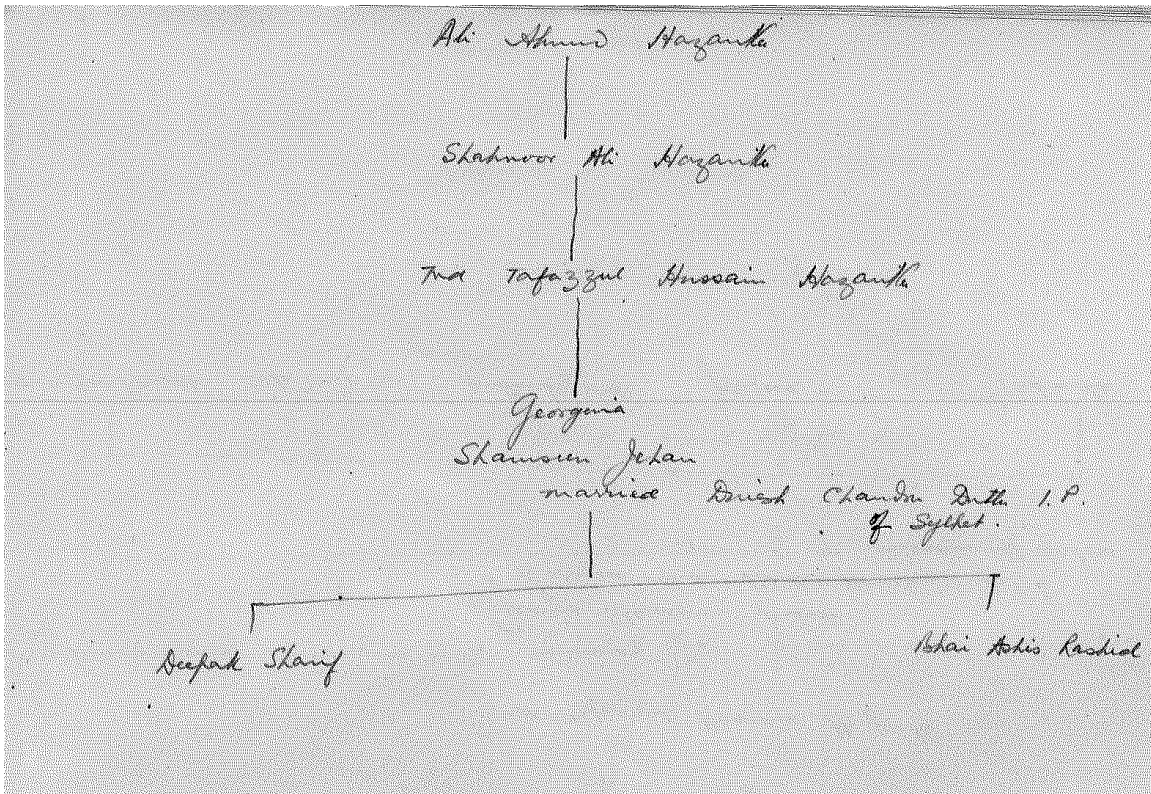 Ali Ahmed Hazarika
Shahnoor Ali Hazarika
Md Tafazzul Hussain Hazarika
Georgina
Shamseen Jehan
married Dinesh Chandra Dutta I.P.
of Sylhet.
Deepak Sharif
Bhai Ashis Rashid